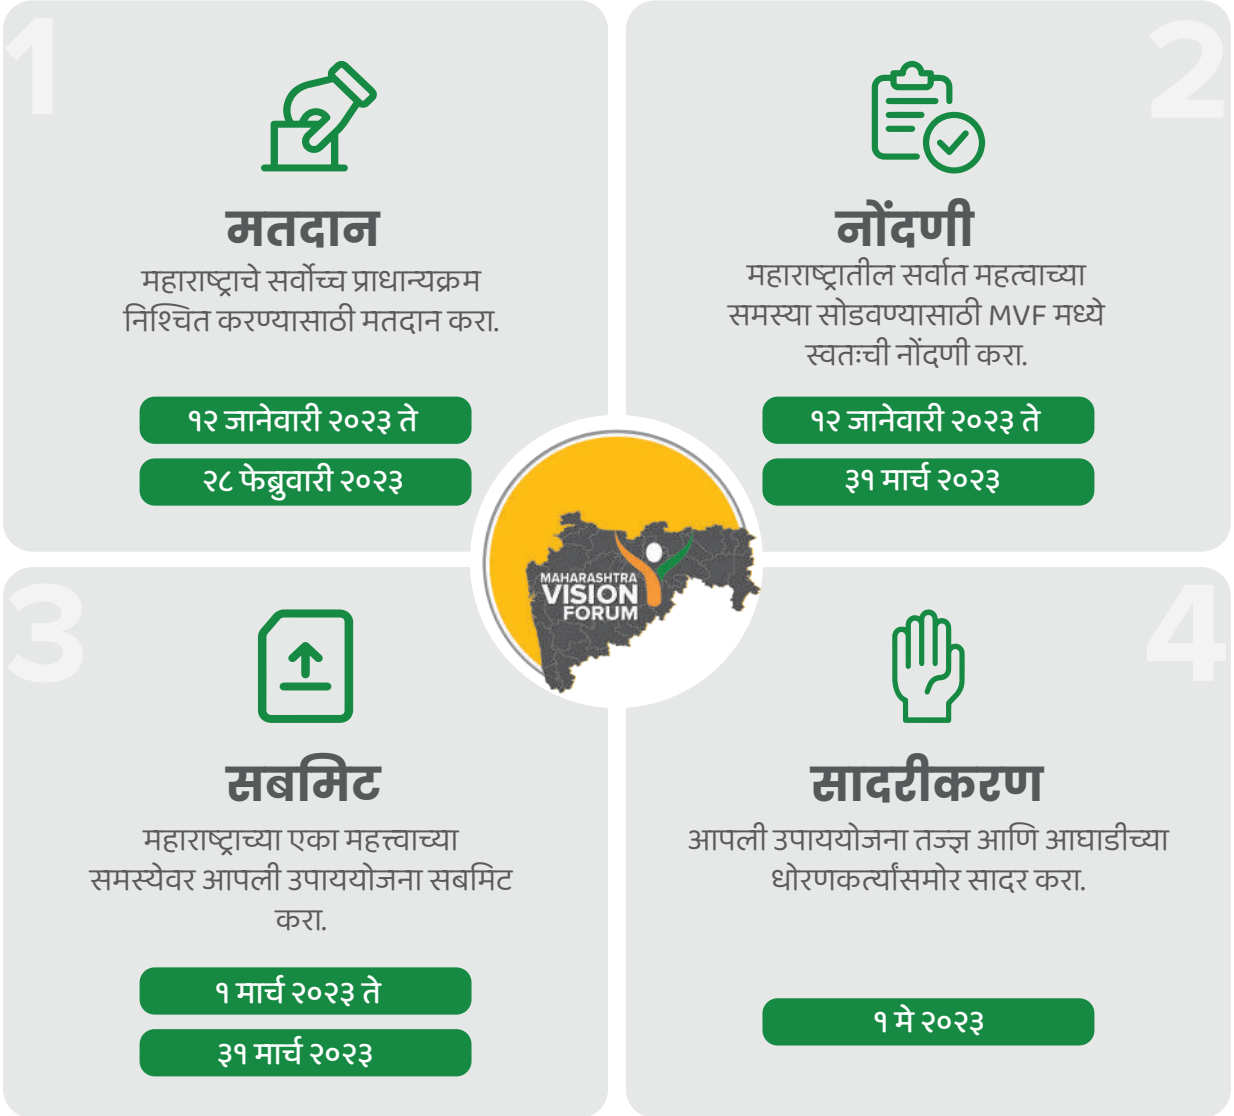 1
मतदान
महाराष्ट्राचे सर्वोच्च प्राधान्यक्रम
निश्चित करण्यासाठी मतदान करा.
१२ जानेवारी २०२३ ते
२८ फेब्रुवारी २०२३
2
नोंदणी
महाराष्ट्रातील सर्वात महत्वाच्या
समस्या सोडवण्यासाठी MVF मध्ये
स्वतःची नोंदणी करा.
१२ जानेवारी २०२३ ते
३१ मार्च २०२३
MAHARASHTRA
VISION
FORUM
3
सबमिट
महाराष्ट्राच्या एका महत्त्वाच्या
समस्येवर आपली उपाययोजना सबमिट
करा.
१ मार्च २०२३ ते
३१ मार्च २०२३
4
सादरीकरण
आपली उपाययोजना तज्ज्ञ आणि आघाडीच्या
धोरणकर्त्यांसमोर सादर करा.
१ मे २०२३